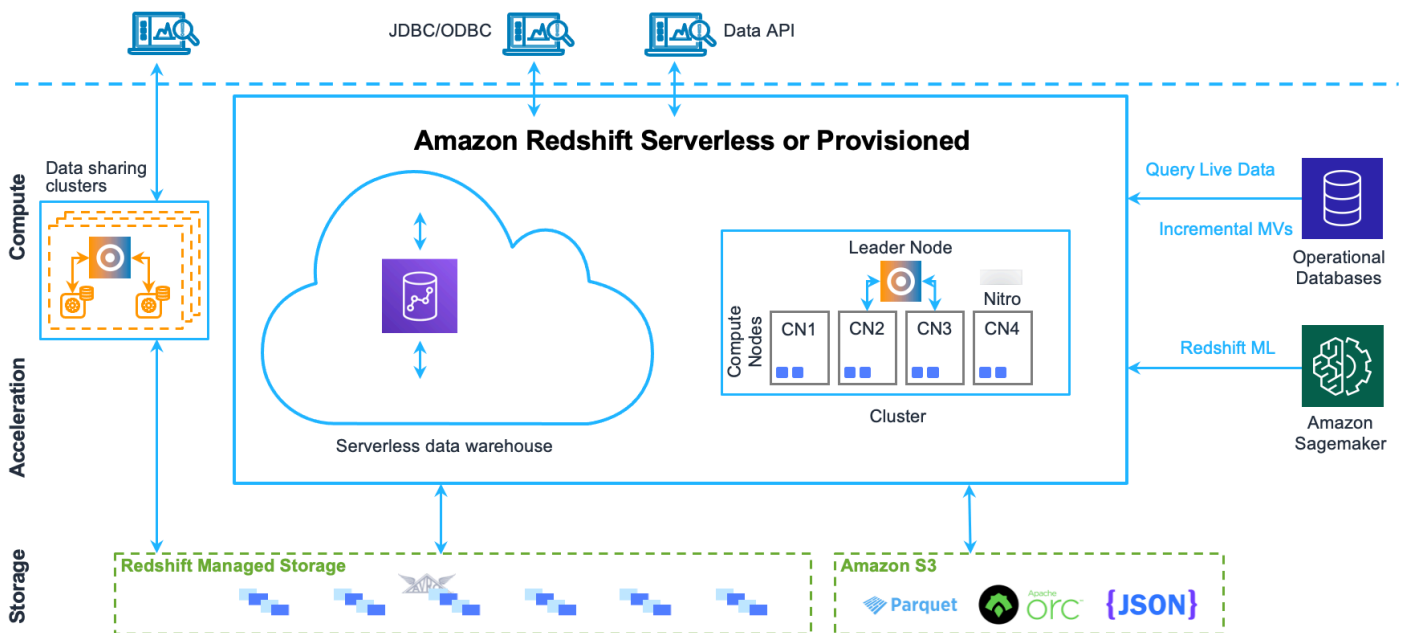 JDBC/ODBC
Data API
Amazon Redshift Serverless or Provisioned
Data sharing
clusters
Compute
Acceleration
Storage
Serverless data warehouse
Leader Node
Nitro
Compute
Nodes
CN1
CN2
CN3
CN4
Cluster
Query Live Data
Incremental MVs
Operational
Databases
Redshift ML
Amazon
Sagemaker
Redshift Managed Storage
AVRO
Amazon S3
Parquet
Apache
orc™
{JSON}